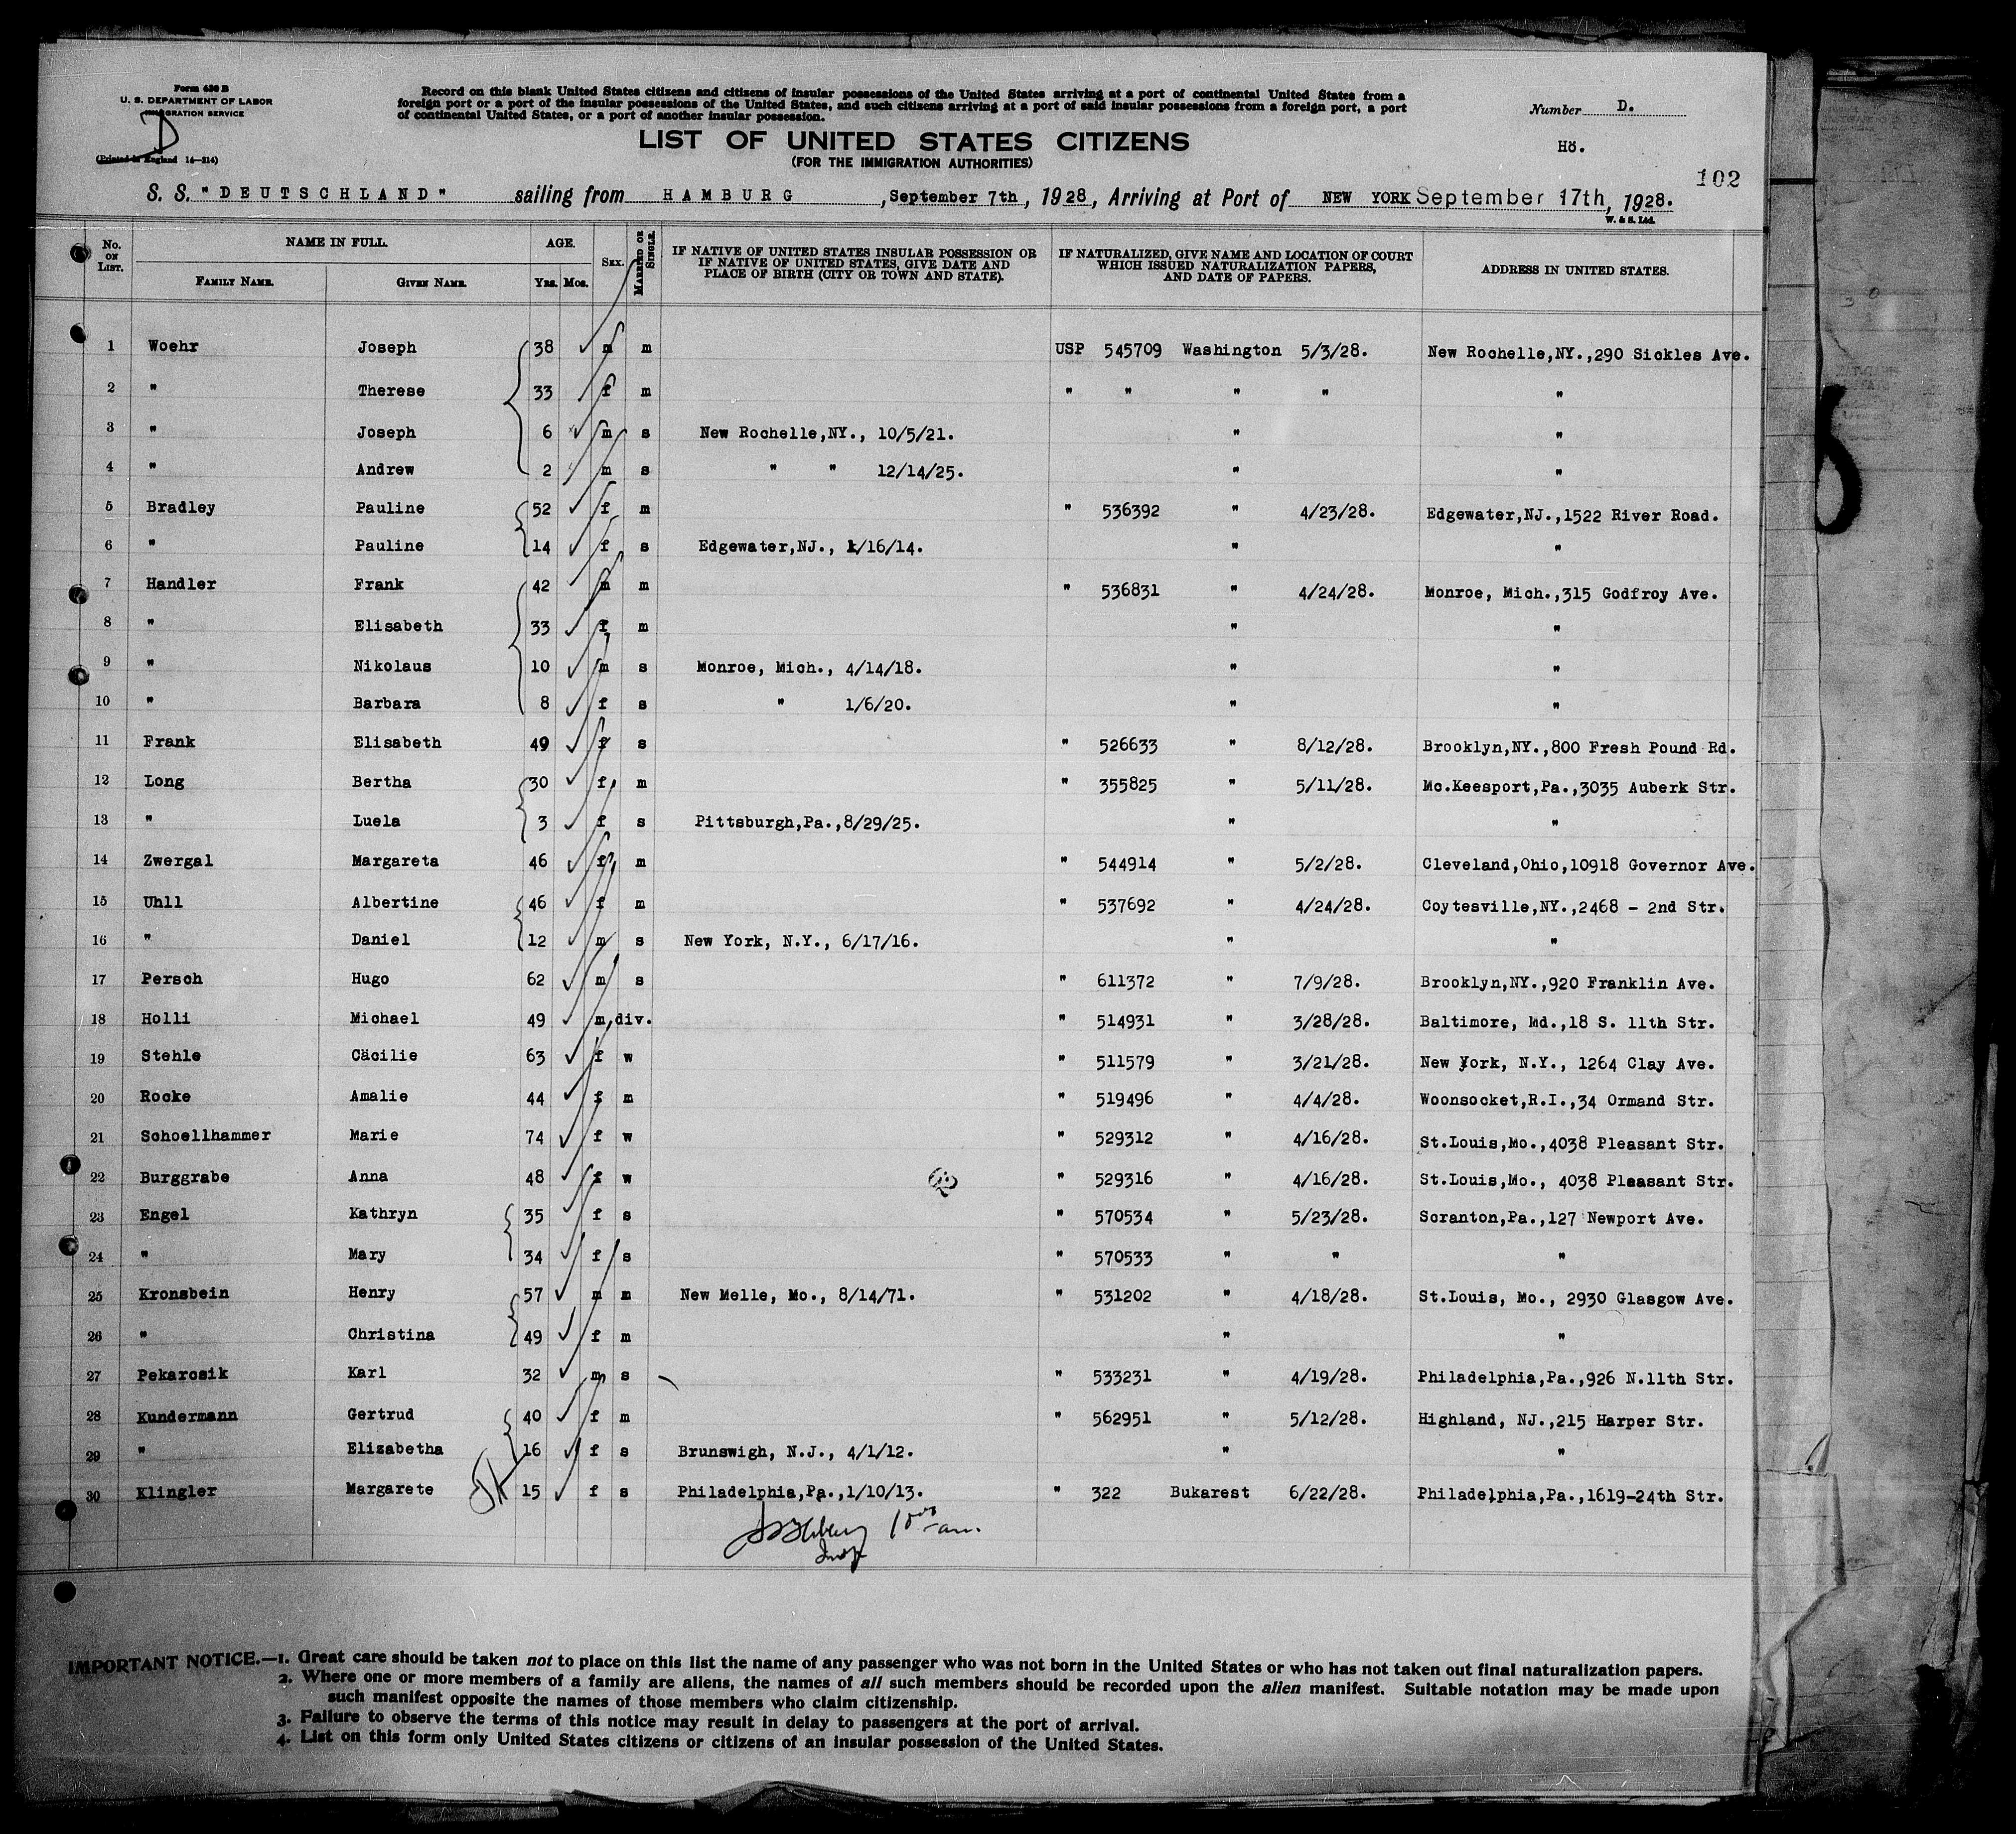 Form 630 B
U. S. DEPARTMENT OF LABOR
IMMIGRATION SERVICE
D
(Printed in England 14—214)
Record on this blank United States citizens and citizens of insular possessions of the United States arriving at a port of continental United States from a
foreign port or a port of the insular possessions of the United States, and such citizens arriving at a port of said insular possessions from a foreign port, a port
of continental United States, or a port of another insular possession.
Number D.
LIST OF UNITED STATES CITIZENS
Hö.
(FOR THE IMMIGRATION AUTHORITIES)
102
S. S. "DEUTSCHLAND" sailing from HAMBURG, September 7th, 1928, Arriving at Port of NEW YORK September 17th, 1928.
W. & S. Ltd.
No. ON LIST. NAME IN FULL. AGE. SEX. MARRIED OR SINGLE. IF NATIVE OF UNITED STATES INSULAR POSSESSION OR IF NATIVE OF UNITED STATES, GIVE DATE AND PLACE OF BIRTH (CITY OR TOWN AND STATE). IF NATURALIZED, GIVE NAME AND LOCATION OF COURT WHICH ISSUED NATURALIZATION PAPERS, AND DATE OF PAPERS. ADDRESS IN UNITED STATES.
FAMILY NAME. GIVEN NAME. Yrs. Mos.
1 Woehr Joseph 38 m m USP 545709 Washington 5/3/28. New Rochelle,NY.,290 Sickles Ave.
2 " Therese 33 f m " " " " "
3 " Joseph 6 m s New Rochelle,NY., 10/5/21. " "
4 " Andrew 2 m s " " 12/14/25. " "
5 Bradley Pauline 52 f m " 536392 " 4/23/28. Edgewater,NJ.,1522 River Road.
6 " Pauline 14 f s Edgewater,NJ., 1/16/14. " "
7 Handler Frank 42 m m " 536831 " 4/24/28. Monroe, Mich.,315 Godfroy Ave.
8 " Elisabeth 33 f m " "
9 " Nikolaus 10 m s Monroe, Mich., 4/14/18. " "
10 " Barbara 8 f s " 1/6/20. " "
11 Frank Elisabeth 49 f s " 526633 " 8/12/28. Brooklyn,NY.,800 Fresh Pound Rd.
12 Long Bertha 30 f m " 355825 " 5/11/28. Mc.Keesport,Pa.,3035 Auberk Str.
13 " Luela 3 f s Pittsburgh,Pa.,8/29/25. " "
14 Zwergal Margareta 46 f m " 544914 " 5/2/28. Cleveland,Ohio,10918 Governor Ave.
15 Uhll Albertine 46 f m " 537692 " 4/24/28. Coytesville,NY.,2468 - 2nd Str.
16 " Daniel 12 m s New York, N.Y., 6/17/16. " "
17 Persch Hugo 62 m s " 611372 " 7/9/28. Brooklyn,NY.,920 Franklin Ave.
18 Holli Michael 49 m div. " 514931 " 3/28/28. Baltimore, Md.,18 S. 11th Str.
19 Stehle Cäcilie 63 f w " 511579 " 3/21/28. New York, N.Y., 1264 Clay Ave.
20 Rocke Amalie 44 f m " 519496 " 4/4/28. Woonsocket,R.I.,34 Ormand Str.
21 Schoellhammer Marie 74 f w " 529312 " 4/16/28. St.Louis,Mo.,4038 Pleasant Str.
22 Burggrabe Anna 48 f w " 529316 " 4/16/28. St.Louis,Mo., 4038 Pleasant Str.
23 Engel Kathryn 35 f s " 570534 " 5/23/28. Scranton,Pa.,127 Newport Ave.
24 " Mary 34 f s " 570533 " " "
25 Kronsbein Henry 57 m m New Melle, Mo., 8/14/71. " 531202 " 4/18/28. St.Louis, Mo., 2930 Glasgow Ave.
26 " Christina 49 f m " "
27 Pekarcsik Karl 32 m s " 533231 " 4/19/28. Philadelphia,Pa.,926 N.11th Str.
28 Kundermann Gertrud 40 f m " 562951 " 5/12/28. Highland, NJ.,215 Harper Str.
29 " Elizabetha 16 f s Brunswigh, N.J., 4/1/12. " "
30 Klingler Margarete 15 f s Philadelphia,Pa.,1/10/13. " 322 Bukarest 6/22/28. Philadelphia,Pa.,1619-24th Str.
IMPORTANT NOTICE.—1. Great care should be taken not to place on this list the name of any passenger who was not born in the United States or who has not taken out final naturalization papers.
2. Where one or more members of a family are aliens, the names of all such members should be recorded upon the alien manifest. Suitable notation may be made upon
such manifest opposite the names of those members who claim citizenship.
3. Failure to observe the terms of this notice may result in delay to passengers at the port of arrival.
4. List on this form only United States citizens or citizens of an insular possession of the United States.